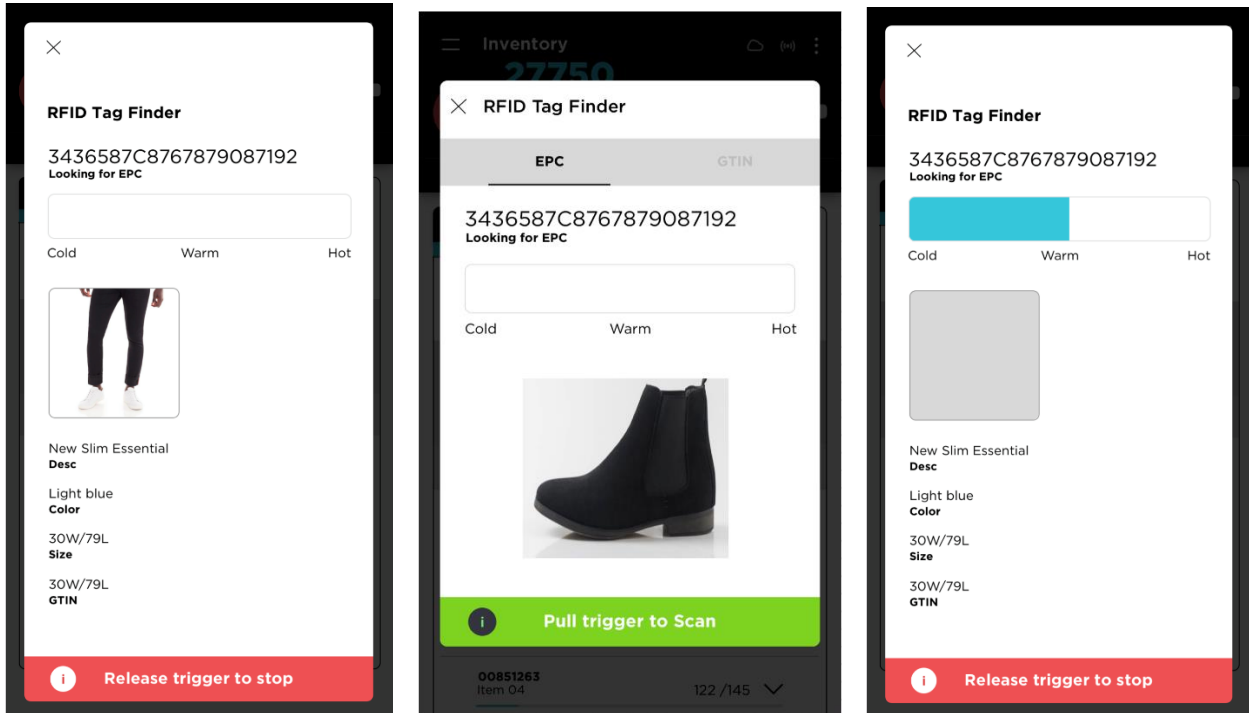 RFID Tag Finder
3436587C8767879087192
Looking for EPC
Cold Warm Hot
New Slim Essential
Desc
Light blue
Color
30W/79L
Size
30W/79L
GTIN
i Release trigger to stop
Inventory
27750
RFID Tag Finder
EPC GTIN
3436587C8767879087192
Looking for EPC
Cold Warm Hot
i Pull trigger to Scan
00851263
Item 04 122 /145
RFID Tag Finder
3436587C8767879087192
Looking for EPC
Cold Warm Hot
New Slim Essential
Desc
Light blue
Color
30W/79L
Size
30W/79L
GTIN
i Release trigger to stop